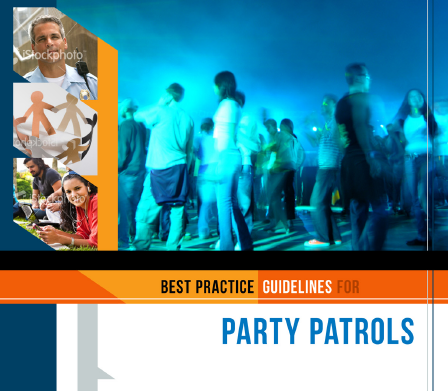 iStockphoto
BEST PRACTICE GUIDELINES FOR
PARTY PATROLS